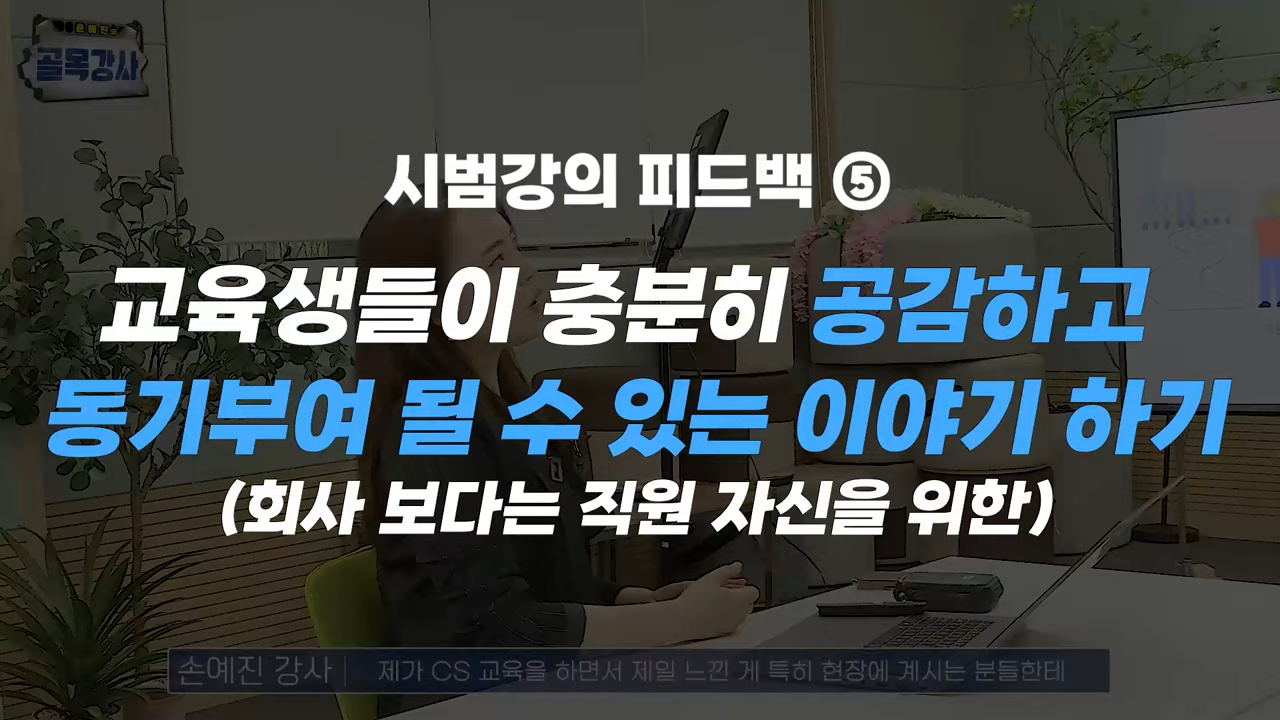 손예진의
골목강사
시범강의 피드백 ⑤
교육생들이 충분히 공감하고
동기부여 될 수 있는 이야기 하기
(회사 보다는 직원 자신을 위한)
손예진 강사 제가 CS 교육을 하면서 제일 느낀 게 특히 현장에 계시는 분들한테